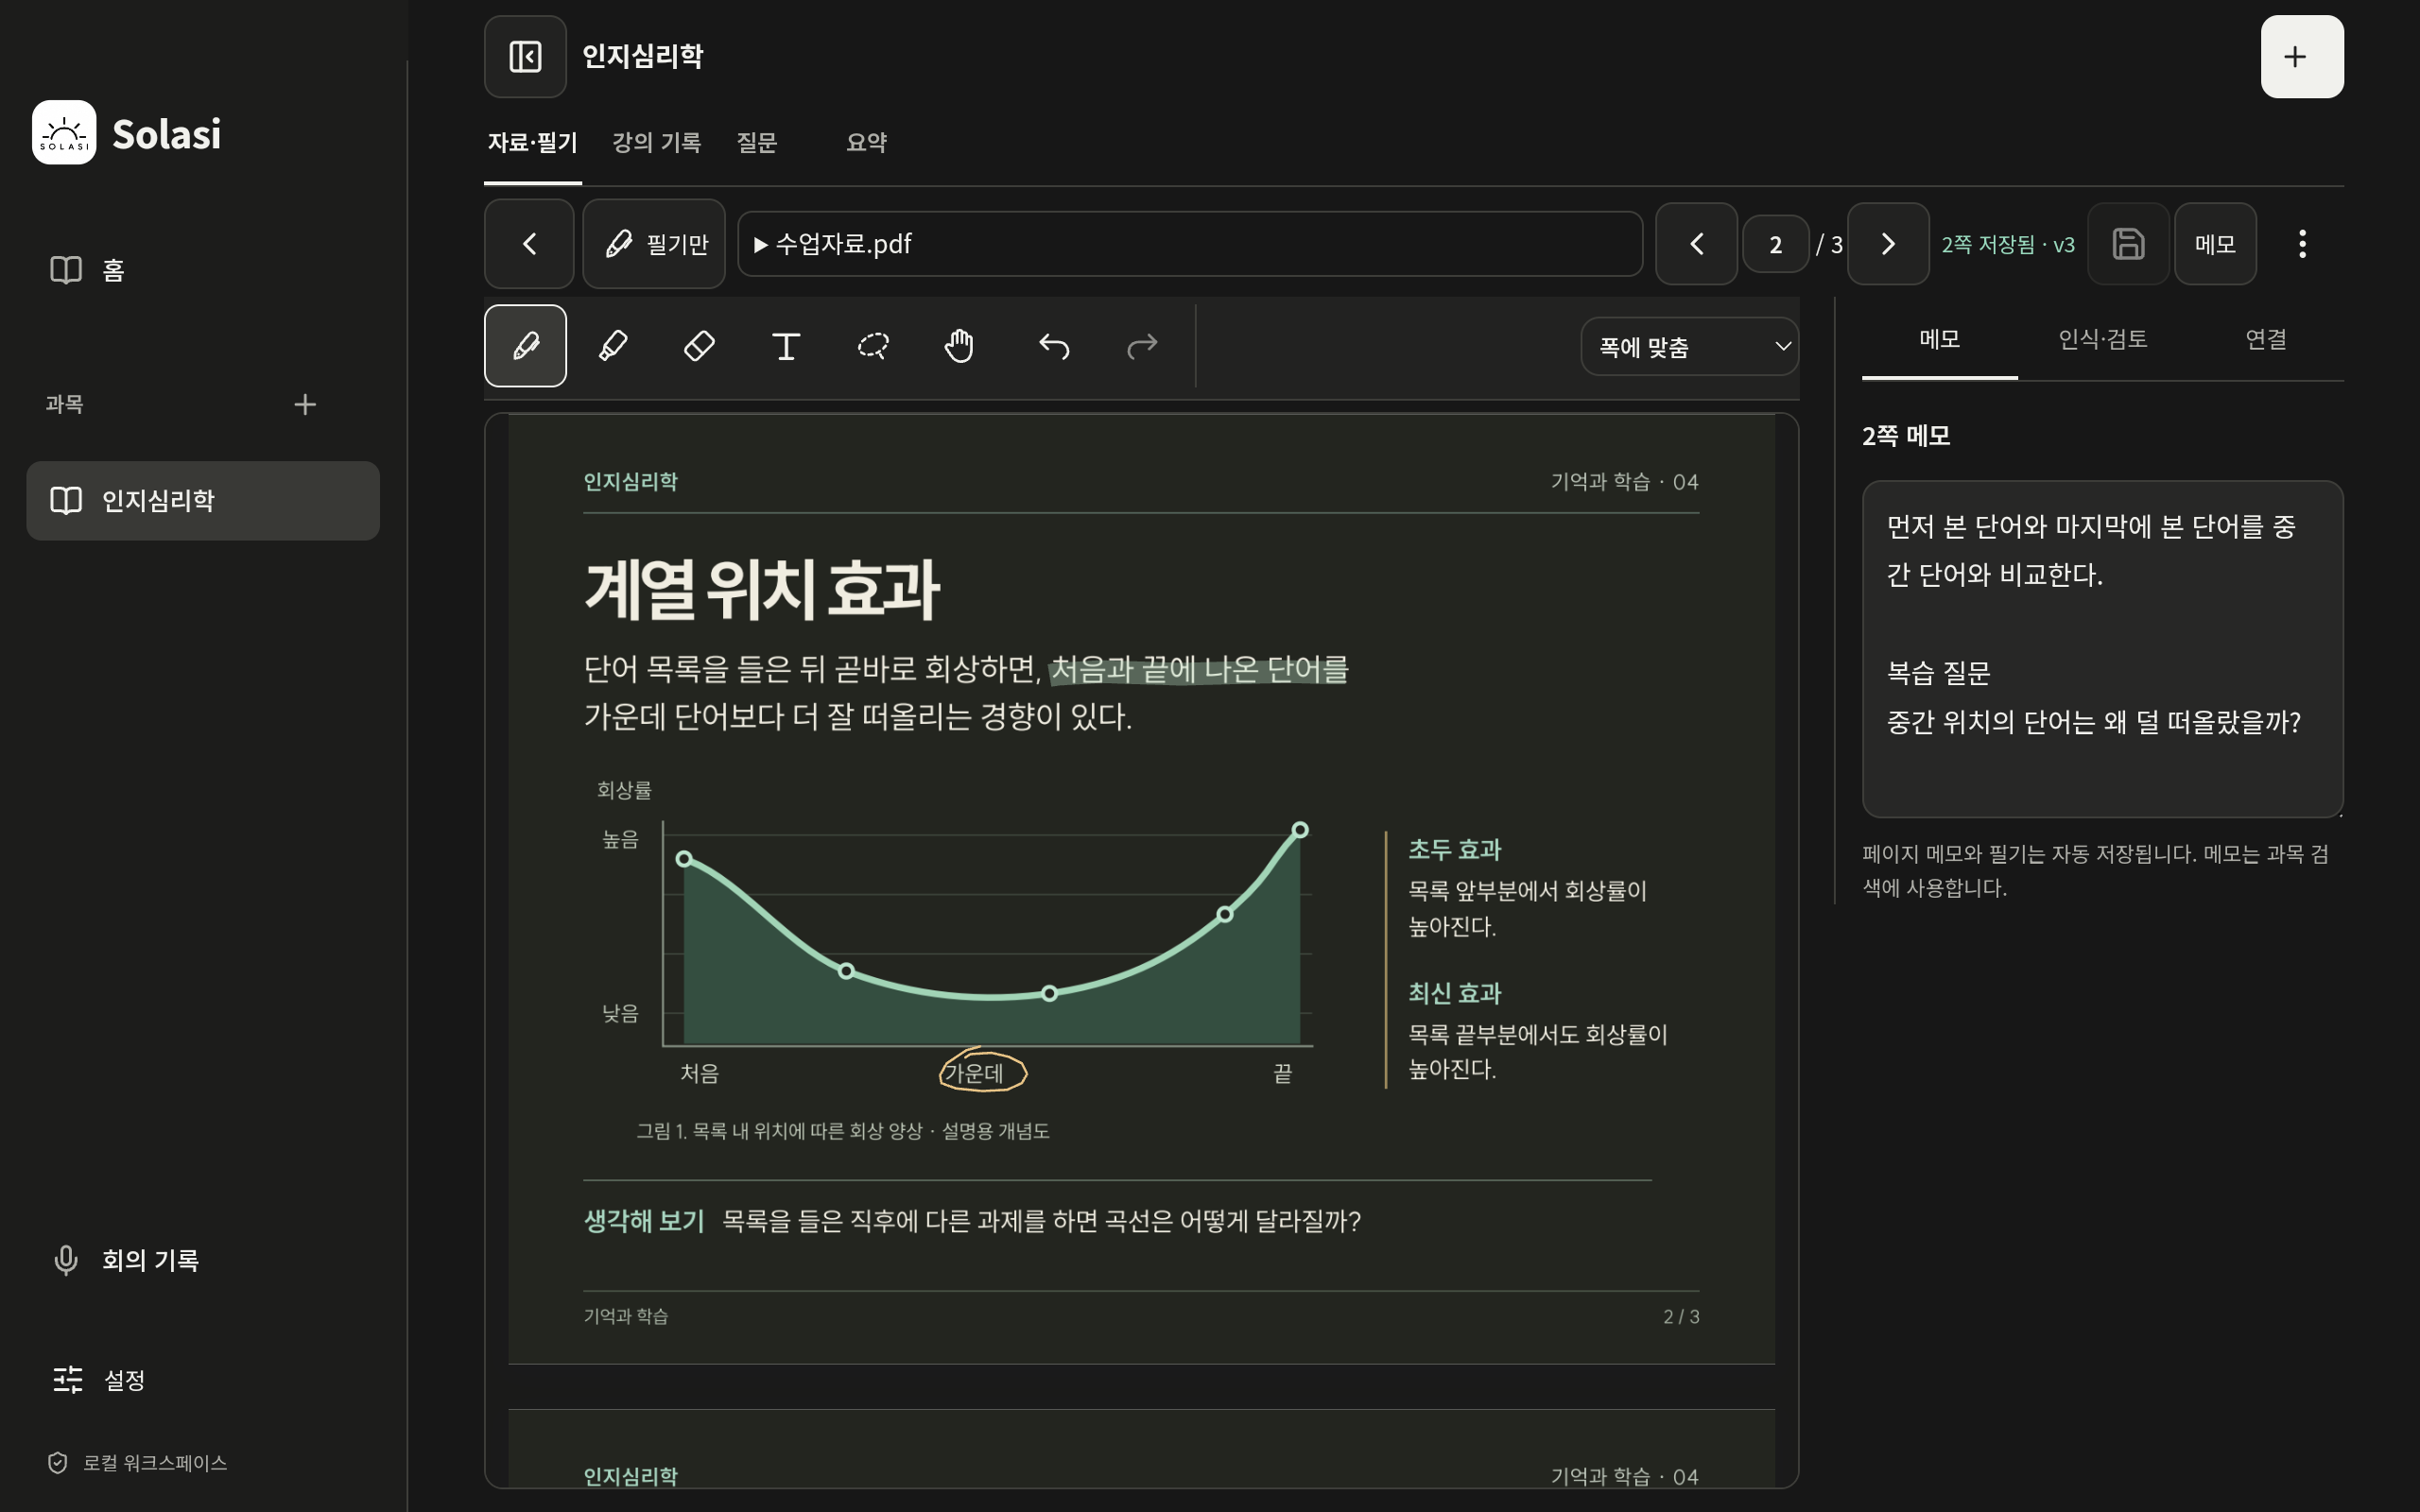 SOLASI
Solasi
홈
과목
인지심리학
회의 기록
설정
로컬 워크스페이스
인지심리학
자료·필기 강의 기록 질문 요약
필기만 ▶ 수업자료.pdf 2 / 3 2쪽 저장됨 · v3 메모
폭에 맞춤
인지심리학 기억과 학습 · 04
계열 위치 효과
단어 목록을 들은 뒤 곧바로 회상하면, 처음과 끝에 나온 단어를
가운데 단어보다 더 잘 떠올리는 경향이 있다.
회상률
높음
낮음
처음 가운데 끝
그림 1. 목록 내 위치에 따른 회상 양상 · 설명용 개념도
초두 효과
목록 앞부분에서 회상률이
높아진다.
최신 효과
목록 끝부분에서도 회상률이
높아진다.
생각해 보기 목록을 들은 직후에 다른 과제를 하면 곡선은 어떻게 달라질까?
기억과 학습 2 / 3
인지심리학 기억과 학습 · 04
메모 인식·검토 연결
2쪽 메모
먼저 본 단어와 마지막에 본 단어를 중
간 단어와 비교한다.
복습 질문
중간 위치의 단어는 왜 덜 떠올랐을까?
페이지 메모와 필기는 자동 저장됩니다. 메모는 과목 검
색에 사용합니다.